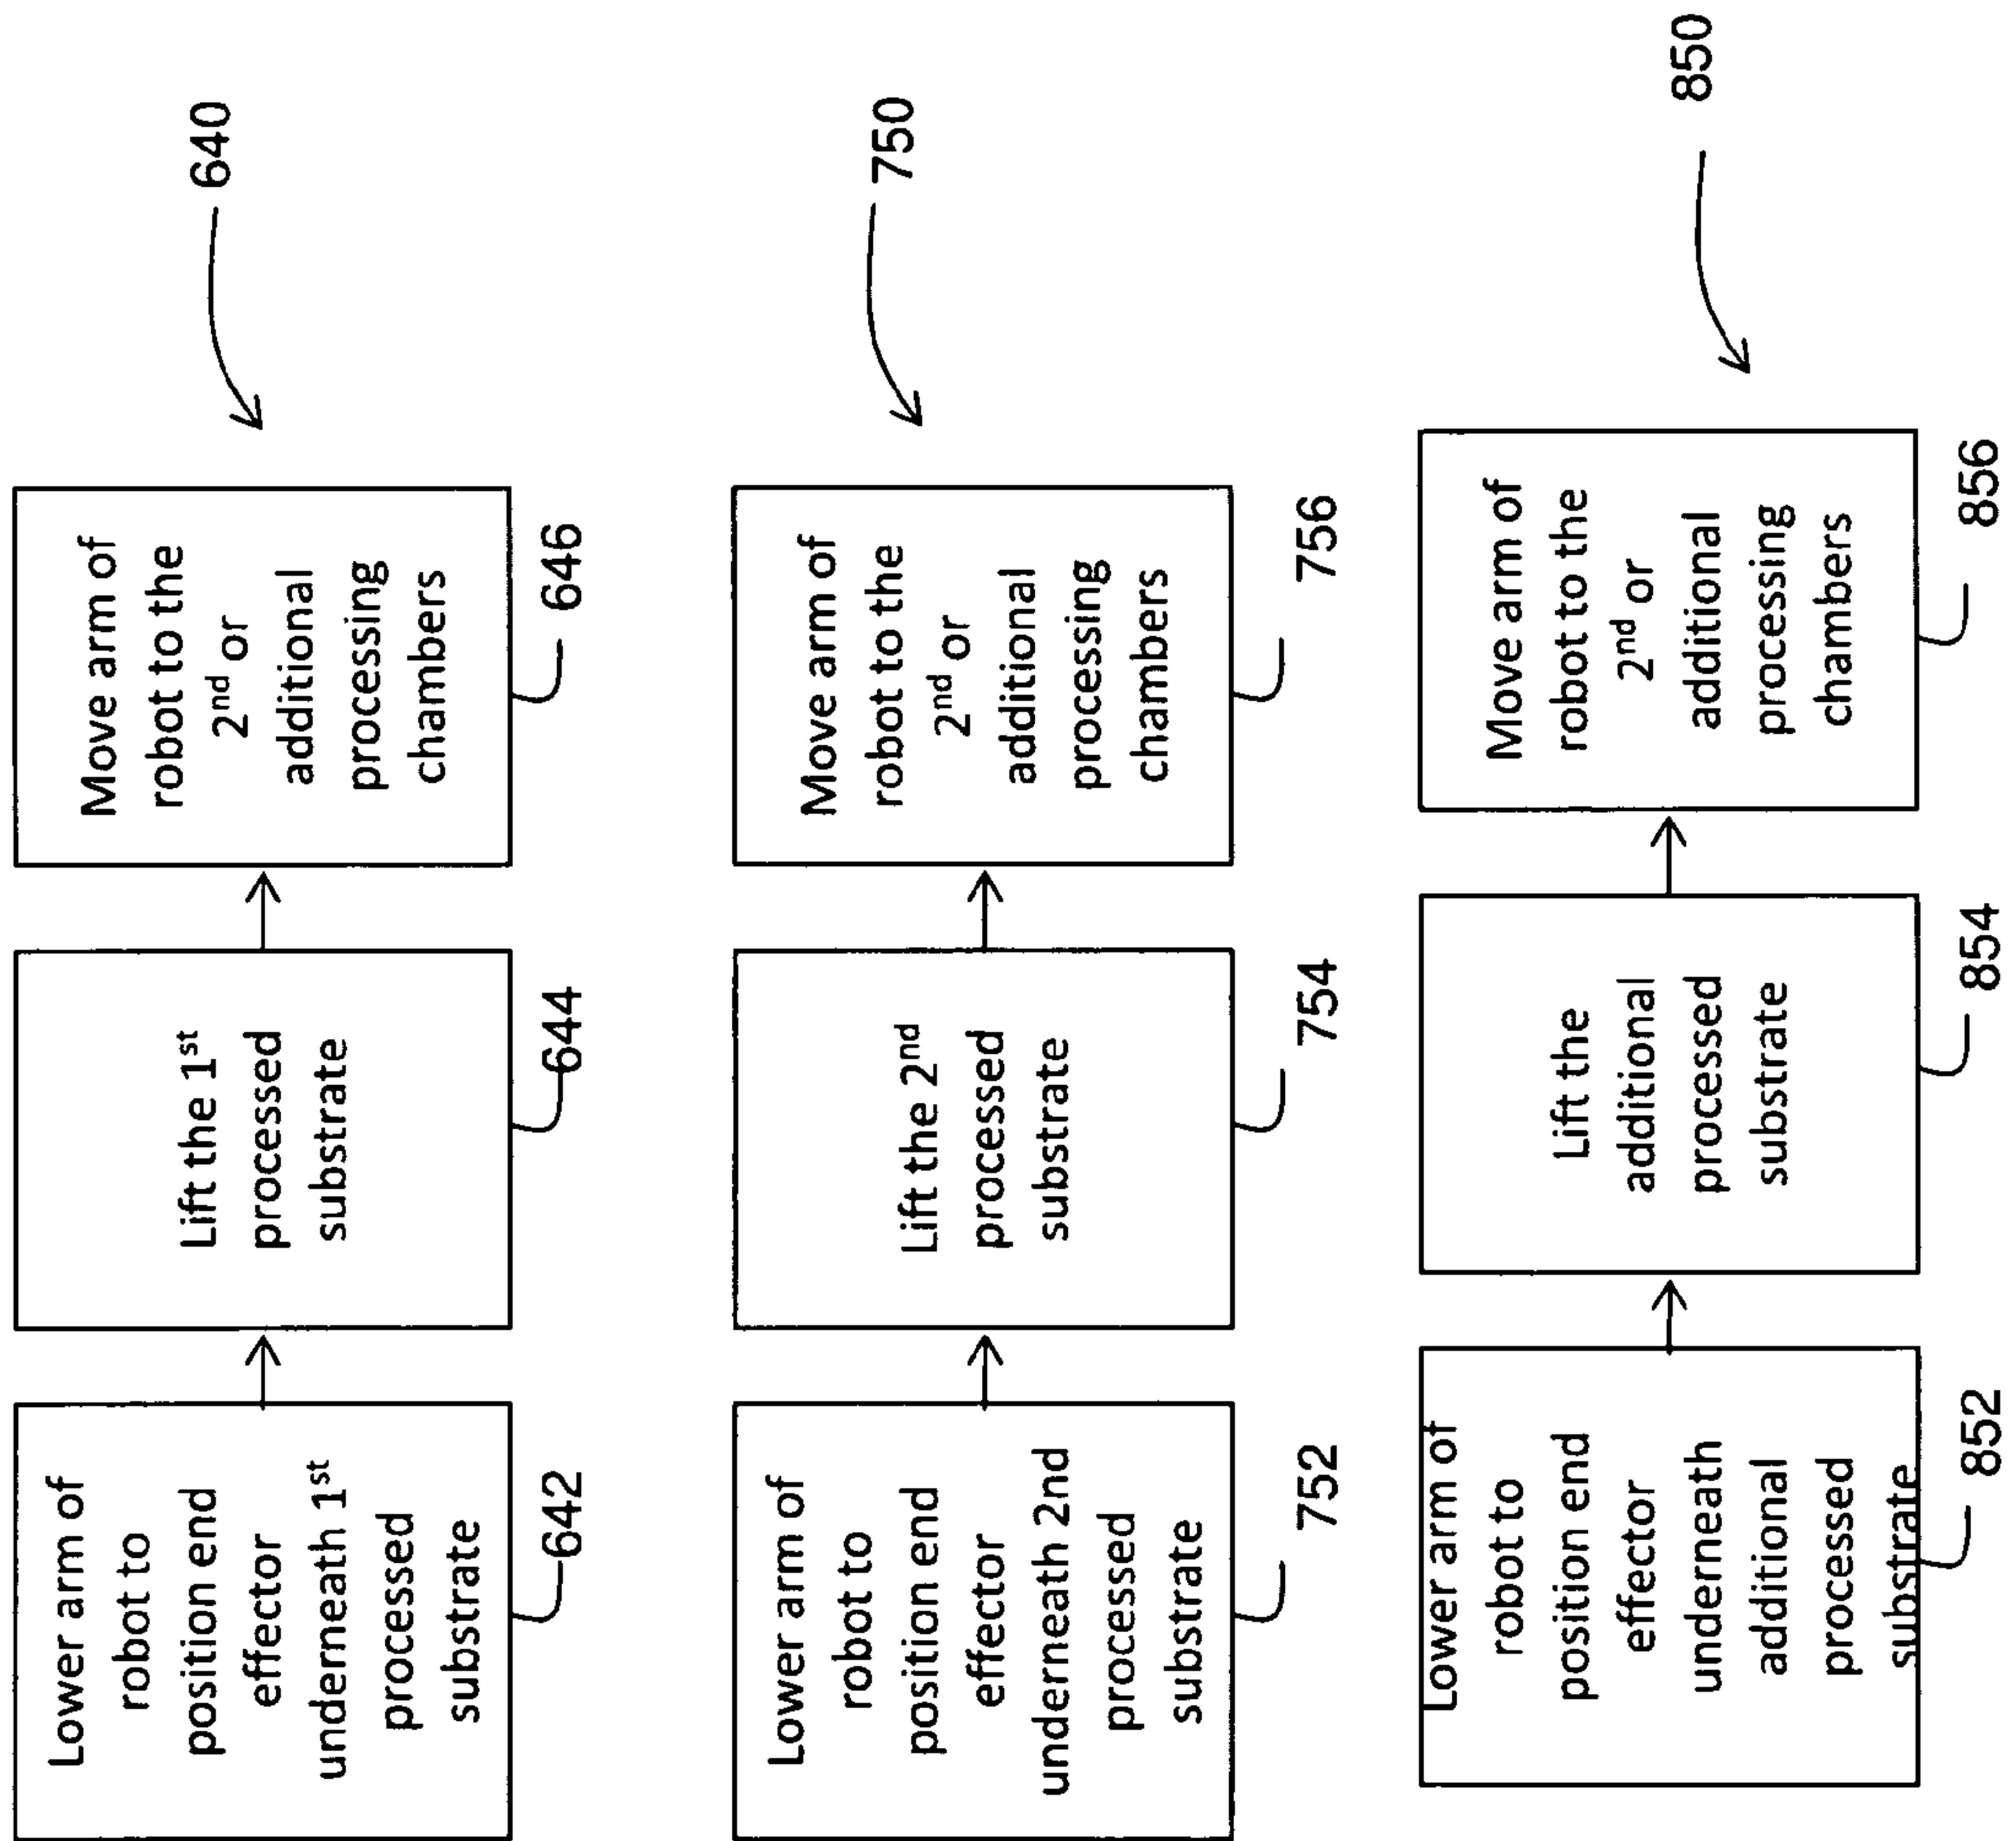 Lower arm of
robot to
position end
effector
underneath 1st
processed
substrate
642
Lift the 1st
processed
substrate
644
Move arm of
robot to the
2nd or
additional
processing
chambers
646
640
Lower arm of
robot to
position end
effector
underneath 2nd
processed
substrate
752
Lift the 2nd
processed
substrate
754
Move arm of
robot to the
2nd or
additional
processing
chambers
756
750
Lower arm of
robot to
position end
effector
underneath
additional
processed
substrate
852
Lift the
additional
processed
substrate
854
Move arm of
robot to the
2nd or
additional
processing
chambers
856
850